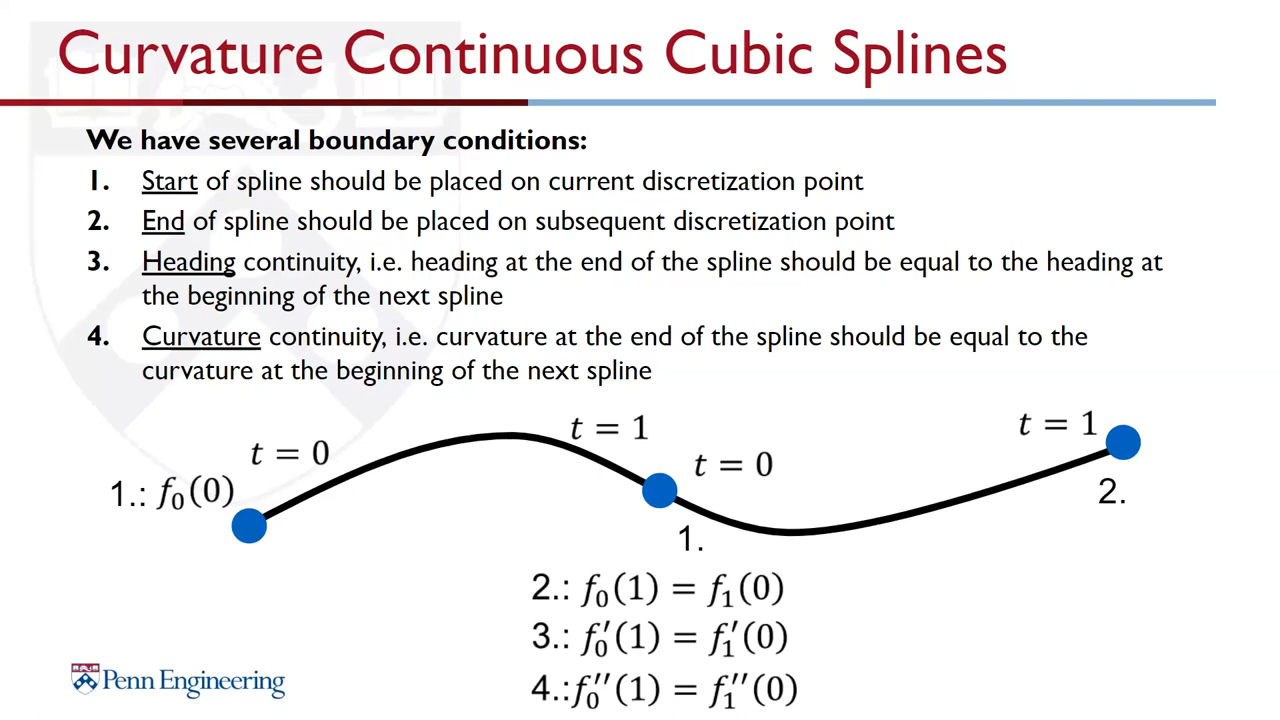 Curvature Continuous Cubic Splines
We have several boundary conditions:
1. Start of spline should be placed on current discretization point
2. End of spline should be placed on subsequent discretization point
3. Heading continuity, i.e. heading at the end of the spline should be equal to the heading at
the beginning of the next spline
4. Curvature continuity, i.e. curvature at the end of the spline should be equal to the
curvature at the beginning of the next spline
t = 0
t = 1
t = 0
t = 1
1.: f₀(0)
1.
2.
2.: f₀(1) = f₁(0)
3.: f₀′(1) = f₁′(0)
4.:f₀′′(1) = f₁′′(0)
Penn Engineering